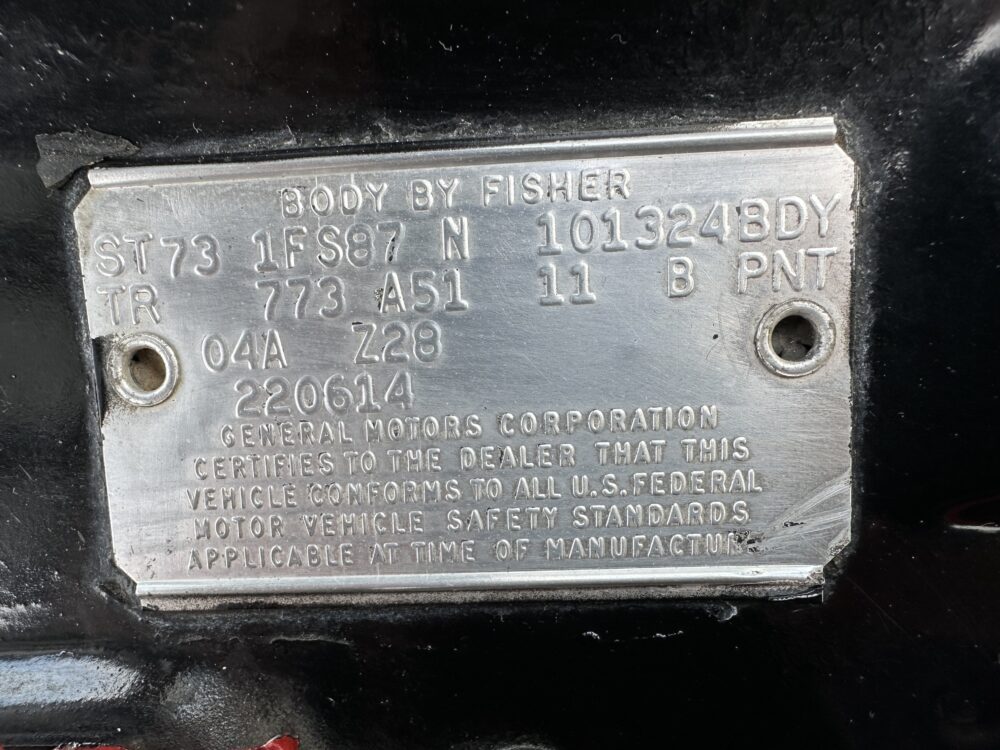 BODY BY FISHER
ST73 1FS87 N 101324BDY
TR 773 A51 11 B PNT
04A Z28
220614
GENERAL MOTORS CORPORATION
CERTIFIES TO THE DEALER THAT THIS
VEHICLE CONFORMS TO ALL U.S. FEDERAL
MOTOR VEHICLE SAFETY STANDARDS
APPLICABLE AT TIME OF